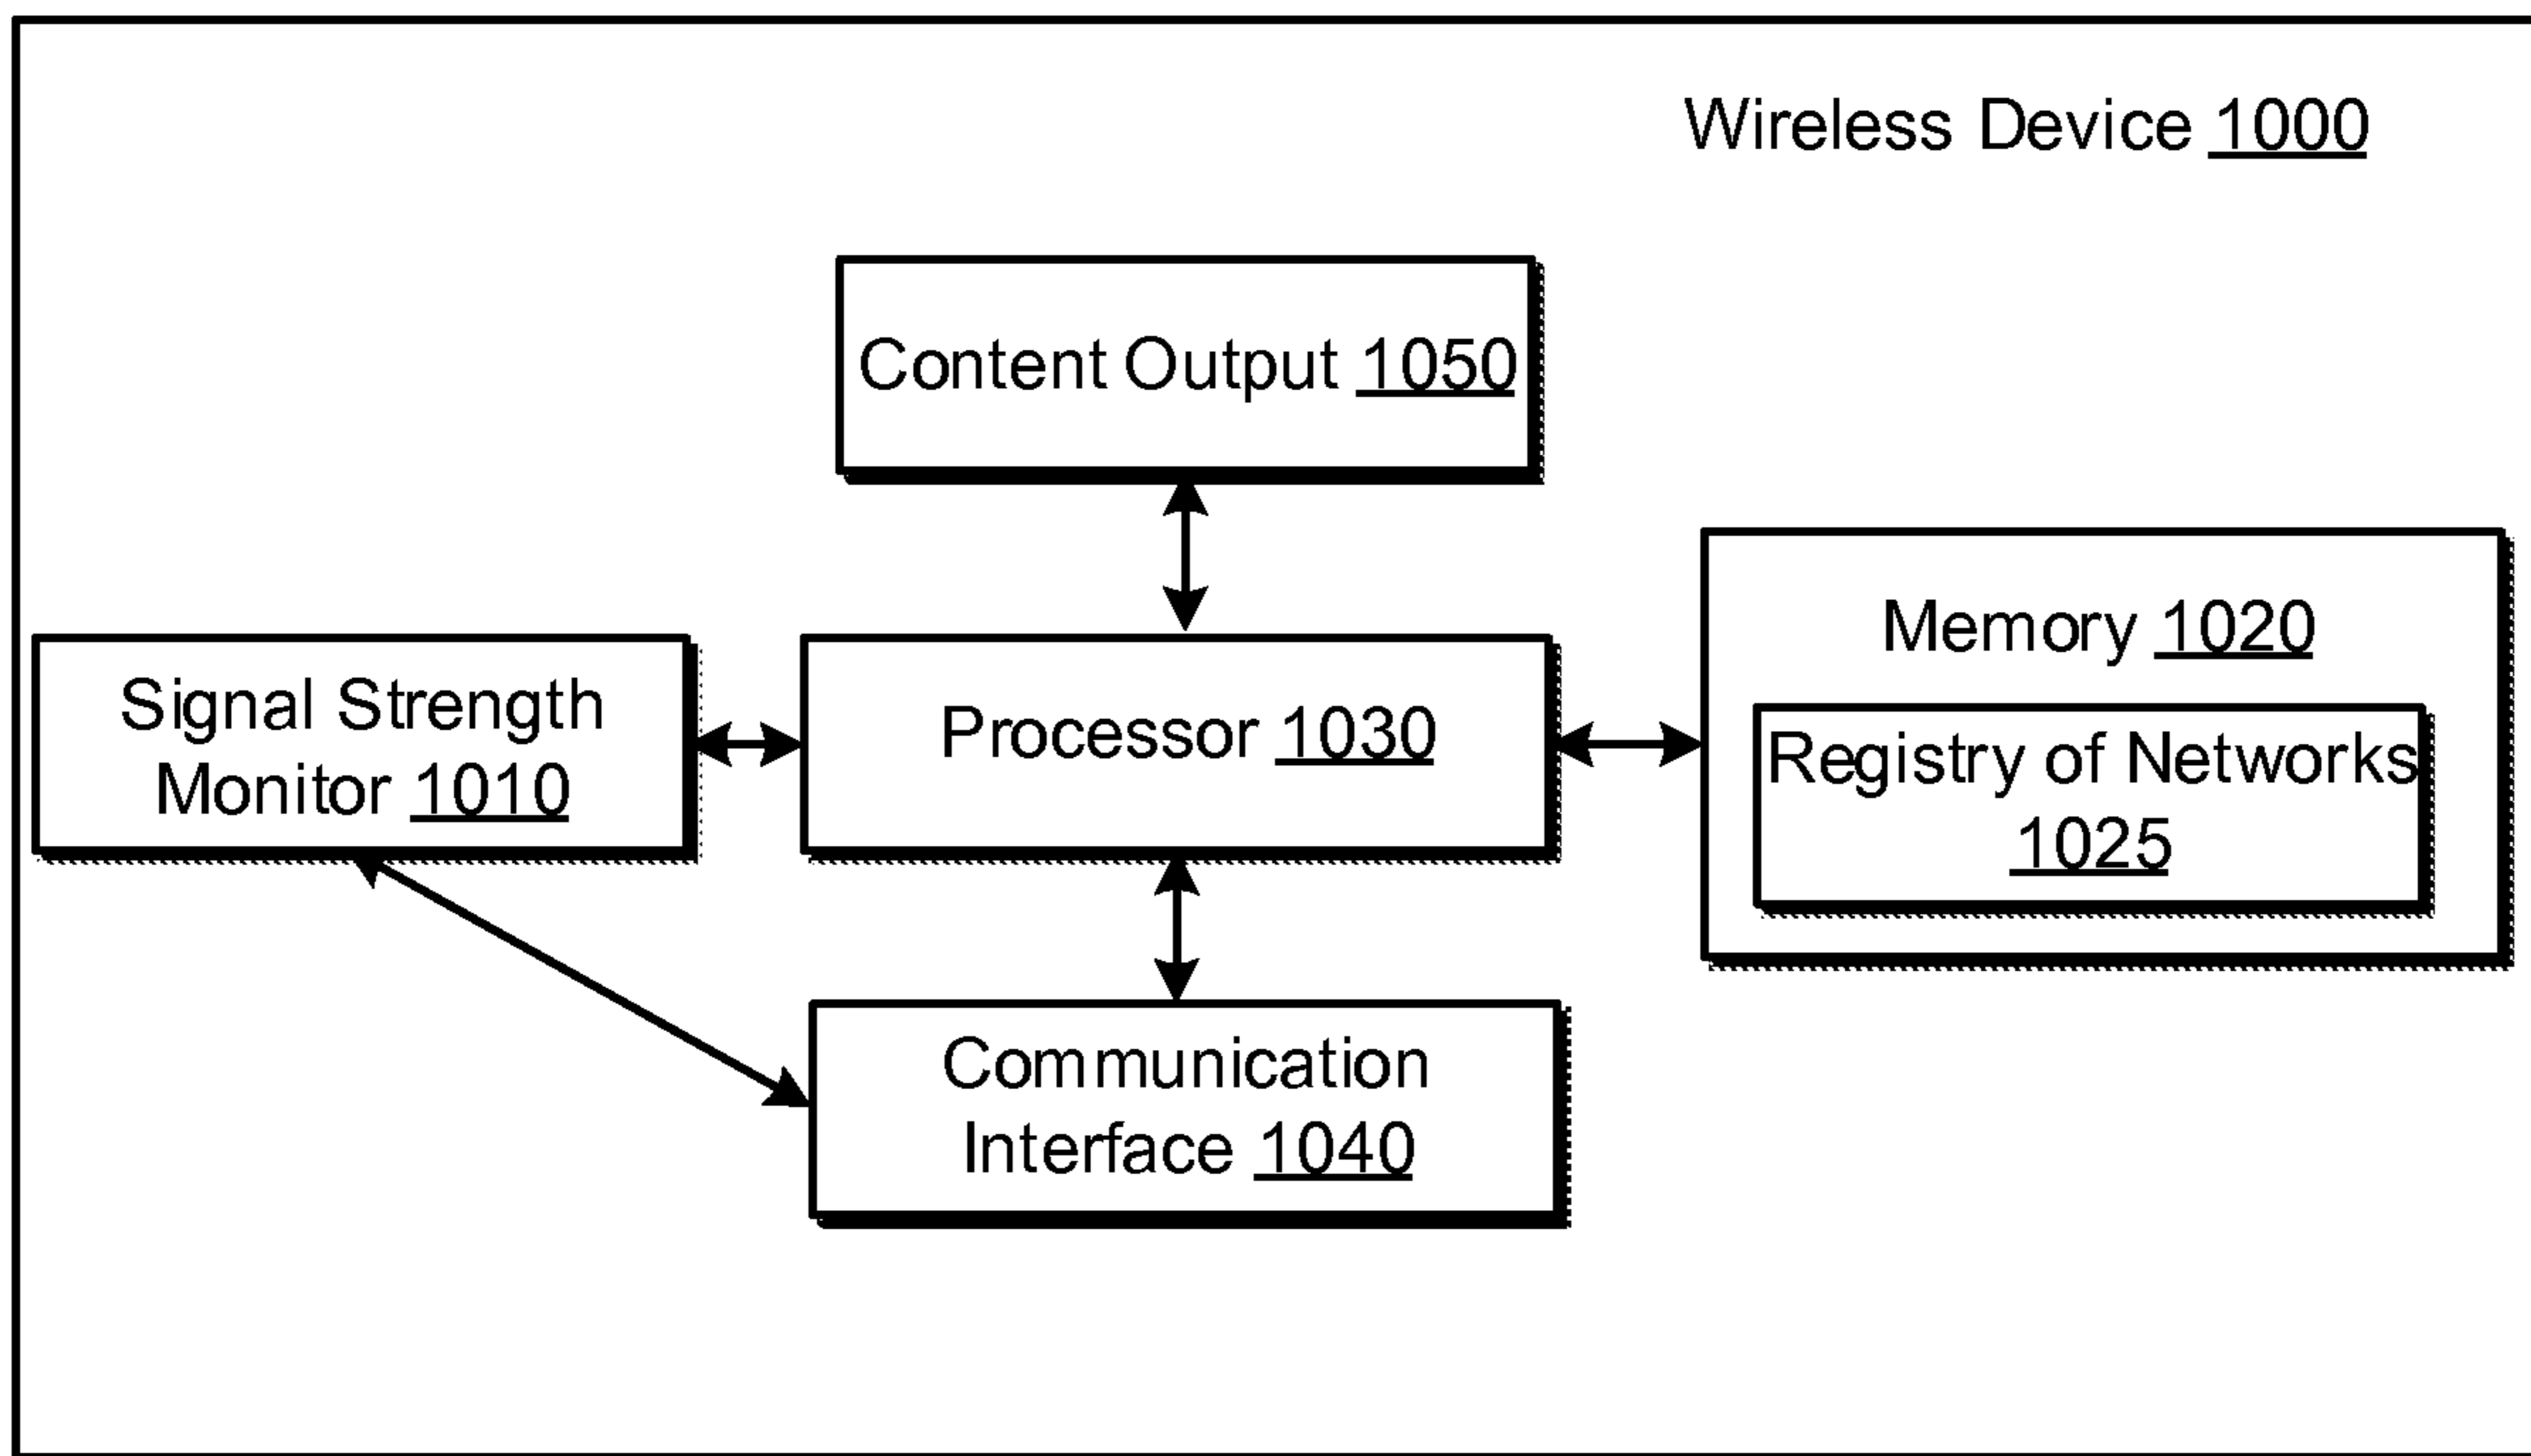 Wireless Device 1000
Content Output 1050
Signal Strength
Monitor 1010
Processor 1030
Memory 1020
Registry of Networks
1025
Communication
Interface 1040